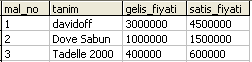 mal_no tanim gelis_fiyati satis_fiyati
1 davidoff 3000000 4500000
2 Dove Sabun 1000000 1500000
3 Tadelle 2000 400000 600000